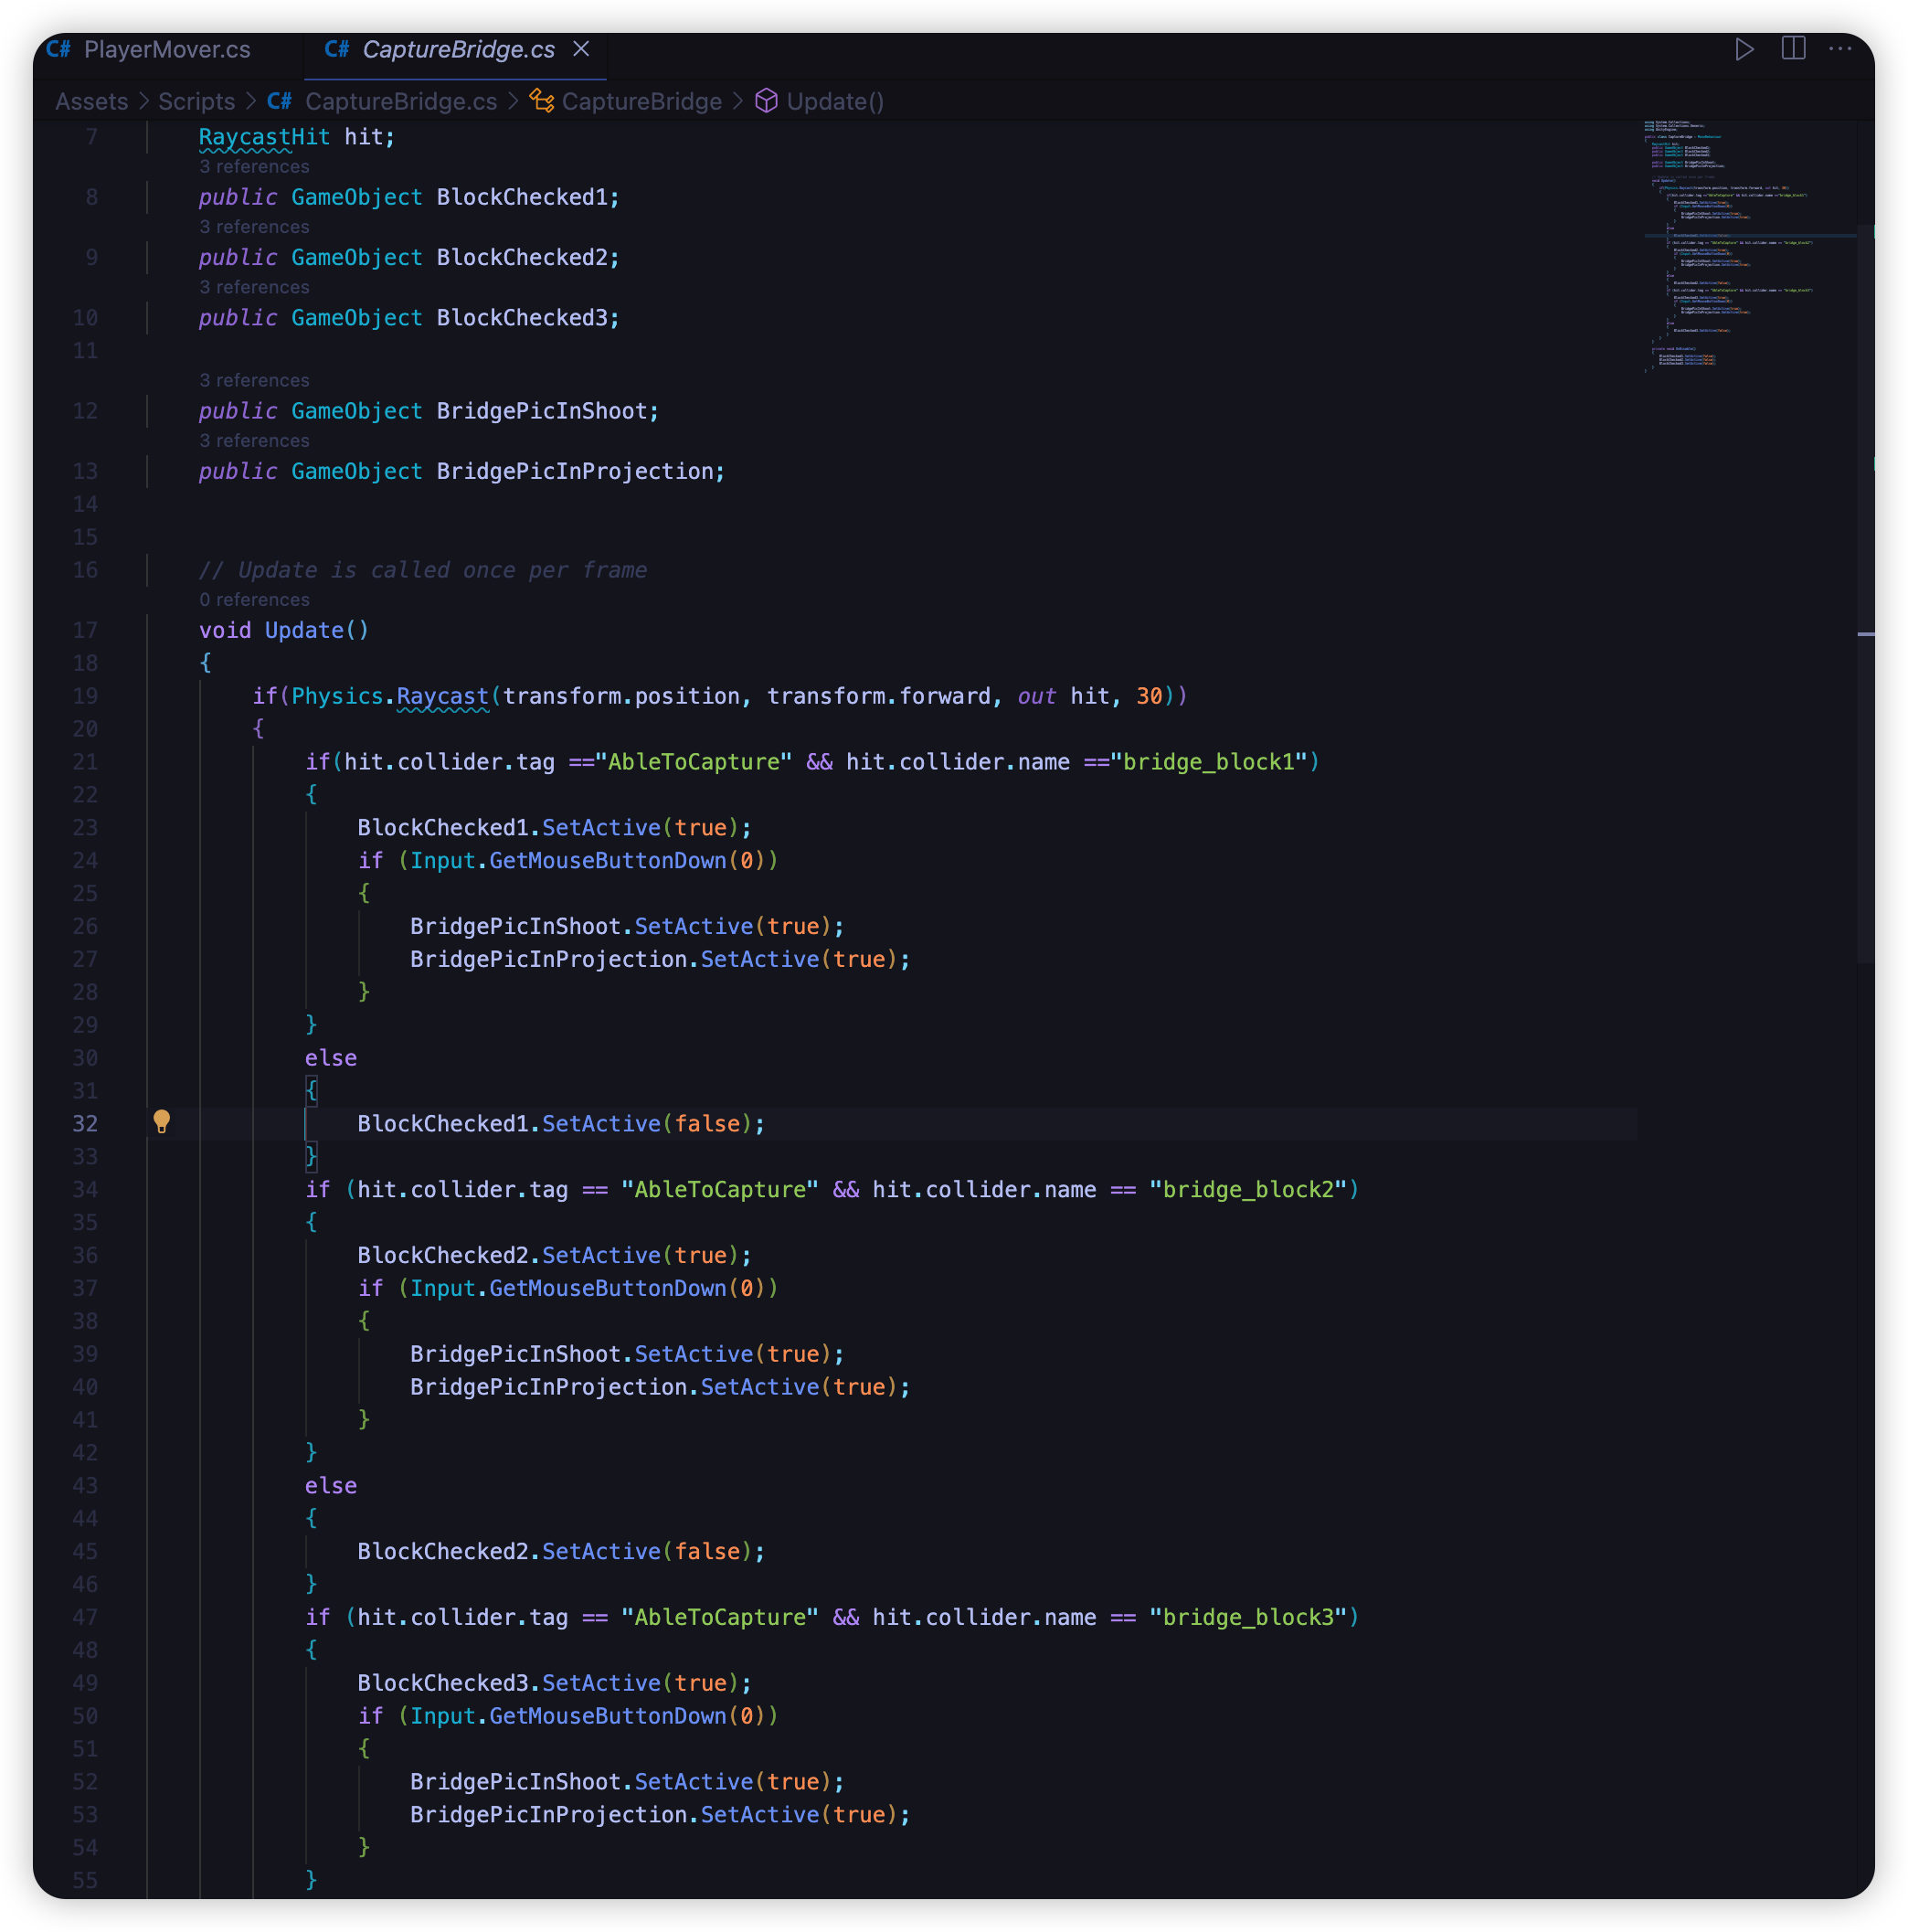 C# PlayerMover.cs C# CaptureBridge.cs
Assets > Scripts > C# CaptureBridge.cs > CaptureBridge > Update()
7 RaycastHit hit;
3 references
8 public GameObject BlockChecked1;
3 references
9 public GameObject BlockChecked2;
3 references
10 public GameObject BlockChecked3;
11
3 references
12 public GameObject BridgePicInShoot;
3 references
13 public GameObject BridgePicInProjection;
14
15
16 // Update is called once per frame
0 references
17 void Update()
18 {
19 if(Physics.Raycast(transform.position, transform.forward, out hit, 30))
20 {
21 if(hit.collider.tag =="AbleToCapture" && hit.collider.name =="bridge_block1")
22 {
23 BlockChecked1.SetActive(true);
24 if (Input.GetMouseButtonDown(0))
25 {
26 BridgePicInShoot.SetActive(true);
27 BridgePicInProjection.SetActive(true);
28 }
29 }
30 else
31 {
32 BlockChecked1.SetActive(false);
33 }
34 if (hit.collider.tag == "AbleToCapture" && hit.collider.name == "bridge_block2")
35 {
36 BlockChecked2.SetActive(true);
37 if (Input.GetMouseButtonDown(0))
38 {
39 BridgePicInShoot.SetActive(true);
40 BridgePicInProjection.SetActive(true);
41 }
42 }
43 else
44 {
45 BlockChecked2.SetActive(false);
46 }
47 if (hit.collider.tag == "AbleToCapture" && hit.collider.name == "bridge_block3")
48 {
49 BlockChecked3.SetActive(true);
50 if (Input.GetMouseButtonDown(0))
51 {
52 BridgePicInShoot.SetActive(true);
53 BridgePicInProjection.SetActive(true);
54 }
55 }